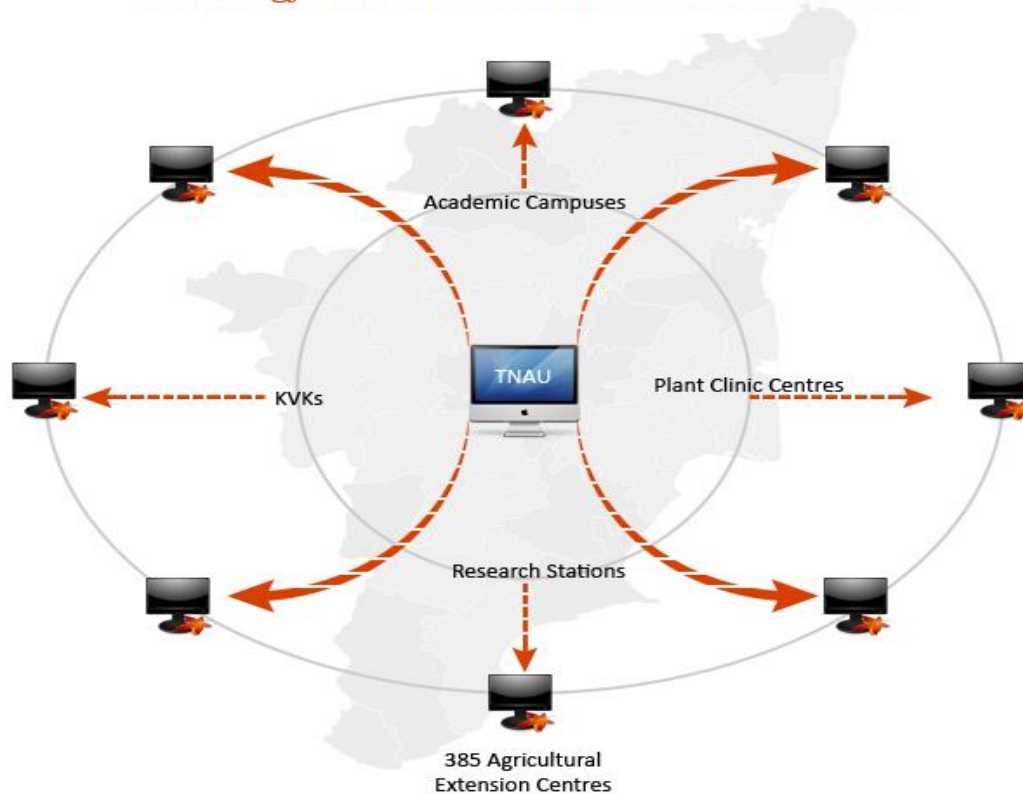 Academic Campuses
TNAU
KVKs
Plant Clinic Centres
Research Stations
385 Agricultural
Extension Centres